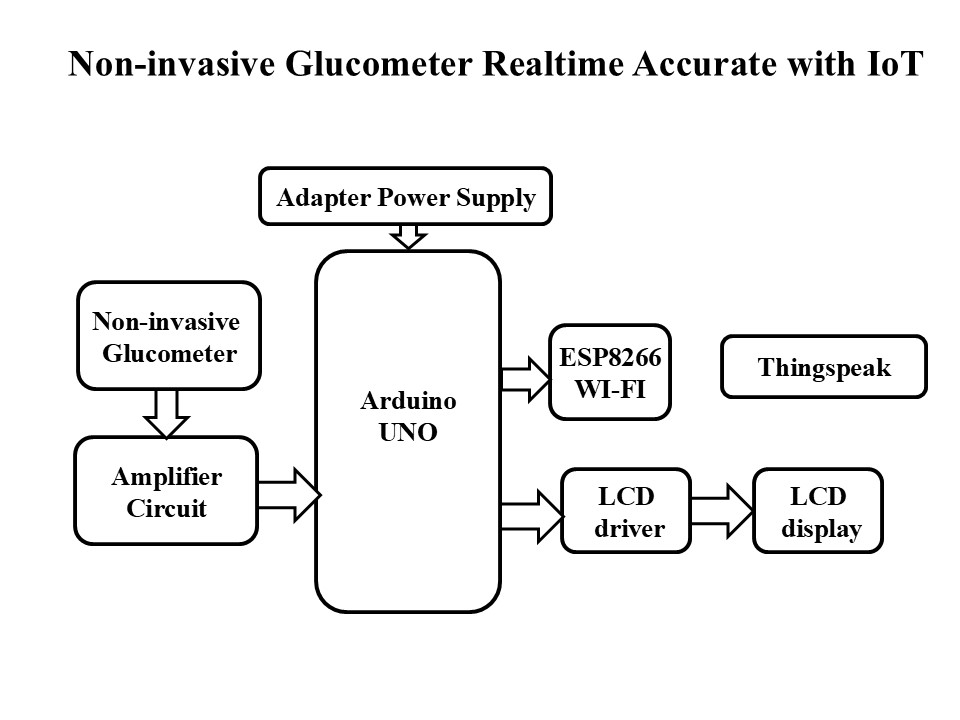 Non-invasive Glucometer Realtime Accurate with IoT
Adapter Power Supply
Non-invasive
Glucometer
Amplifier
Circuit
Arduino
UNO
ESP8266
WI-FI
Thingspeak
LCD
driver
LCD
display